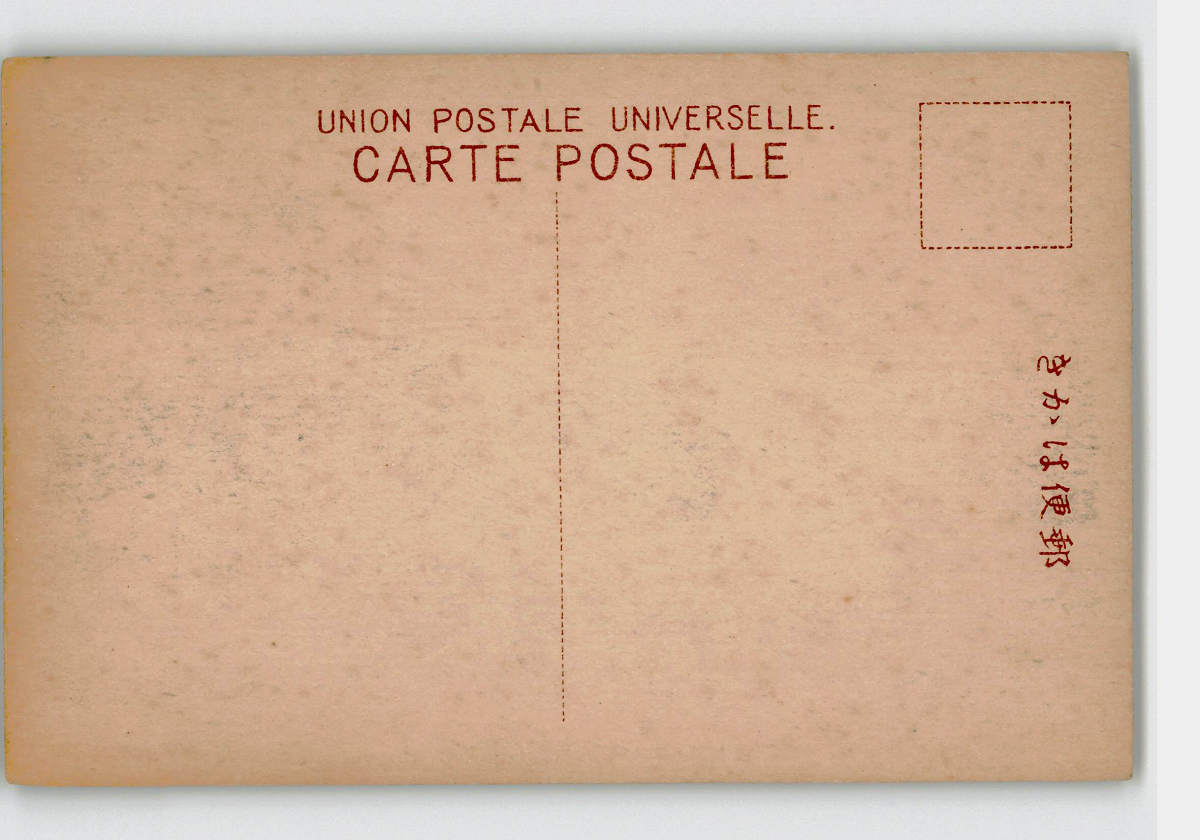 UNION POSTALE UNIVERSELLE.
CARTE POSTALE
郵便はかき